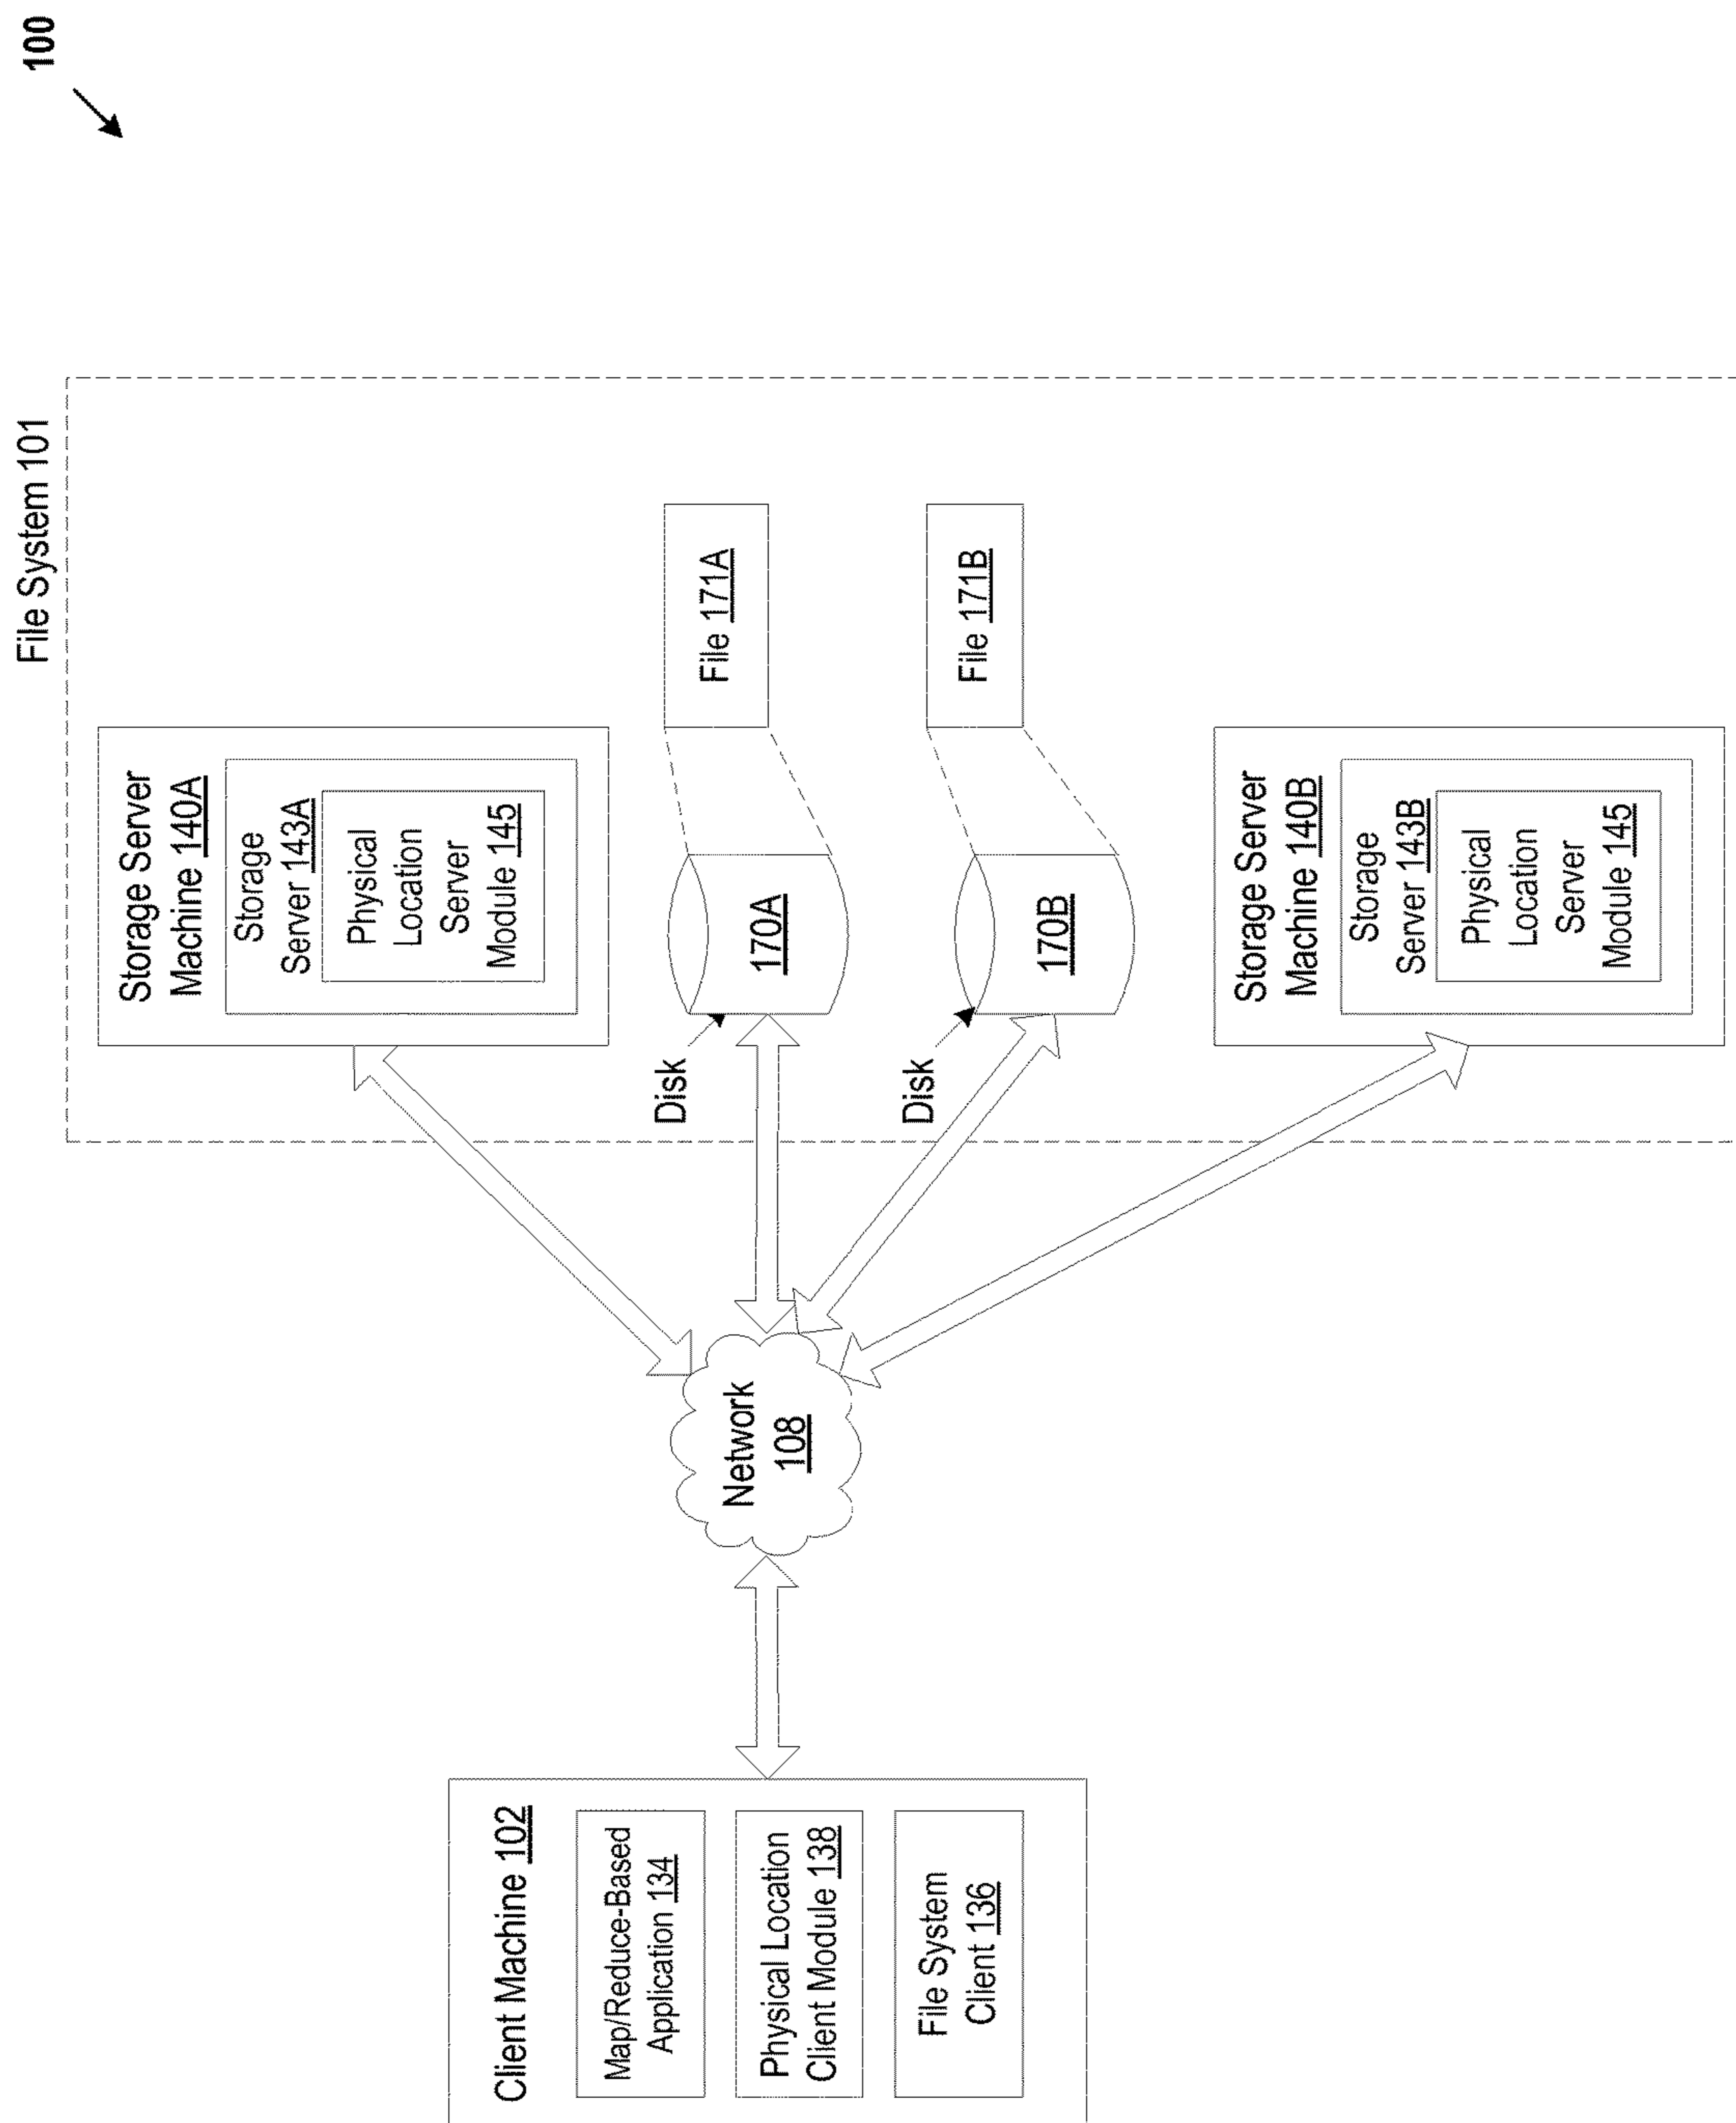 100
File System 101
Client Machine 102
Map/Reduce-Based
Application 134
Physical Location
Client Module 138
File System
Client 136
Network
108
Storage Server
Machine 140A
Storage
Server 143A
Physical
Location
Server
Module 145
Disk
170A
File 171A
Disk
170B
File 171B
Storage Server
Machine 140B
Storage
Server 143B
Physical
Location
Server
Module 145